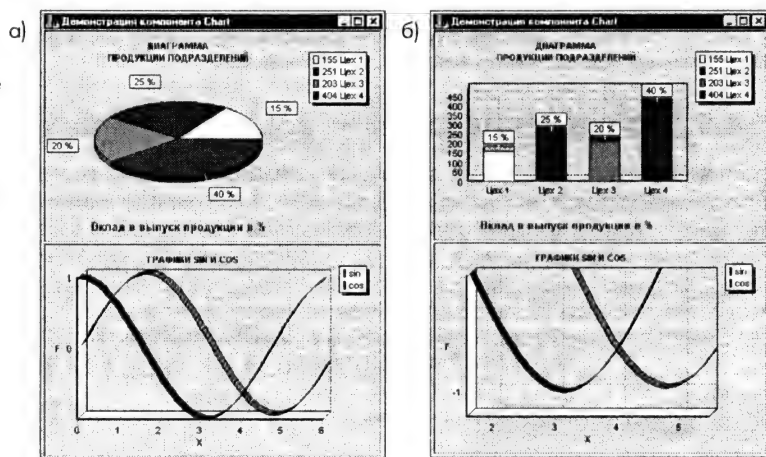 а)
Демонстрация компонента Chart
ДИАГРАММА
ПРОДУКЦИИ ПОДРАЗДЕЛЕНИЙ
155 Цех 1
251 Цех 2
203 Цех 3
404 Цех 4
25 %
15 %
20 %
40 %
Вклад в выпуск продукции в %
ГРАФИКИ SIN И COS
sin
cos
1
F 0
0 1 2 3 4 5 6
X
б)
Демонстрация компонента Chart
ДИАГРАММА
ПРОДУКЦИИ ПОДРАЗДЕЛЕНИЙ
155 Цех 1
251 Цех 2
203 Цех 3
404 Цех 4
40 %
25 %
20 %
15 %
450
400
350
300
250
200
150
100
50
0
Цех 1 Цех 2 Цех 3 Цех 4
Вклад в выпуск продукции в %
ГРАФИКИ SIN И COS
sin
cos
F
-1
2 3 4 5
X